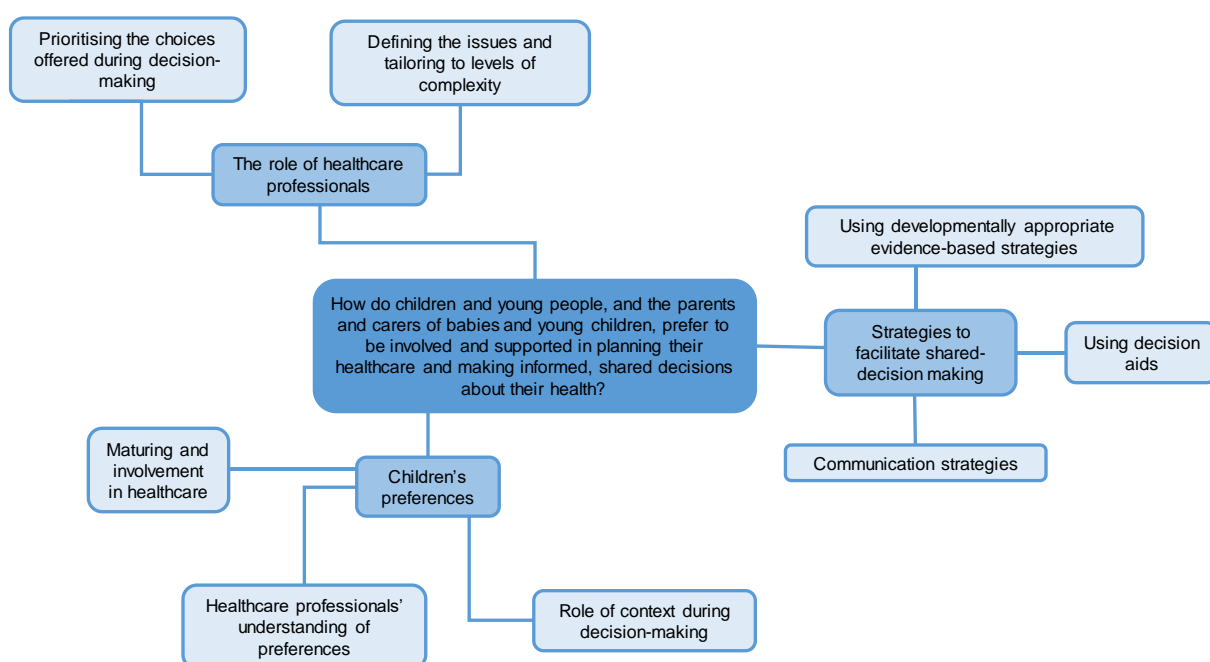 Prioritising the choices
offered during decision-
making
Defining the issues and
tailoring to levels of
complexity
The role of healthcare
professionals
Using developmentally appropriate
evidence-based strategies
How do children and young people, and the parents
and carers of babies and young children, prefer to
be involved and supported in planning their
healthcare and making informed, shared decisions
about their health?
Strategies to
facilitate shared-
decision making
Using decision
aids
Communication strategies
Maturing and
involvement
in healthcare
Children’s
preferences
Healthcare professionals’
understanding of
preferences
Role of context during
decision-making